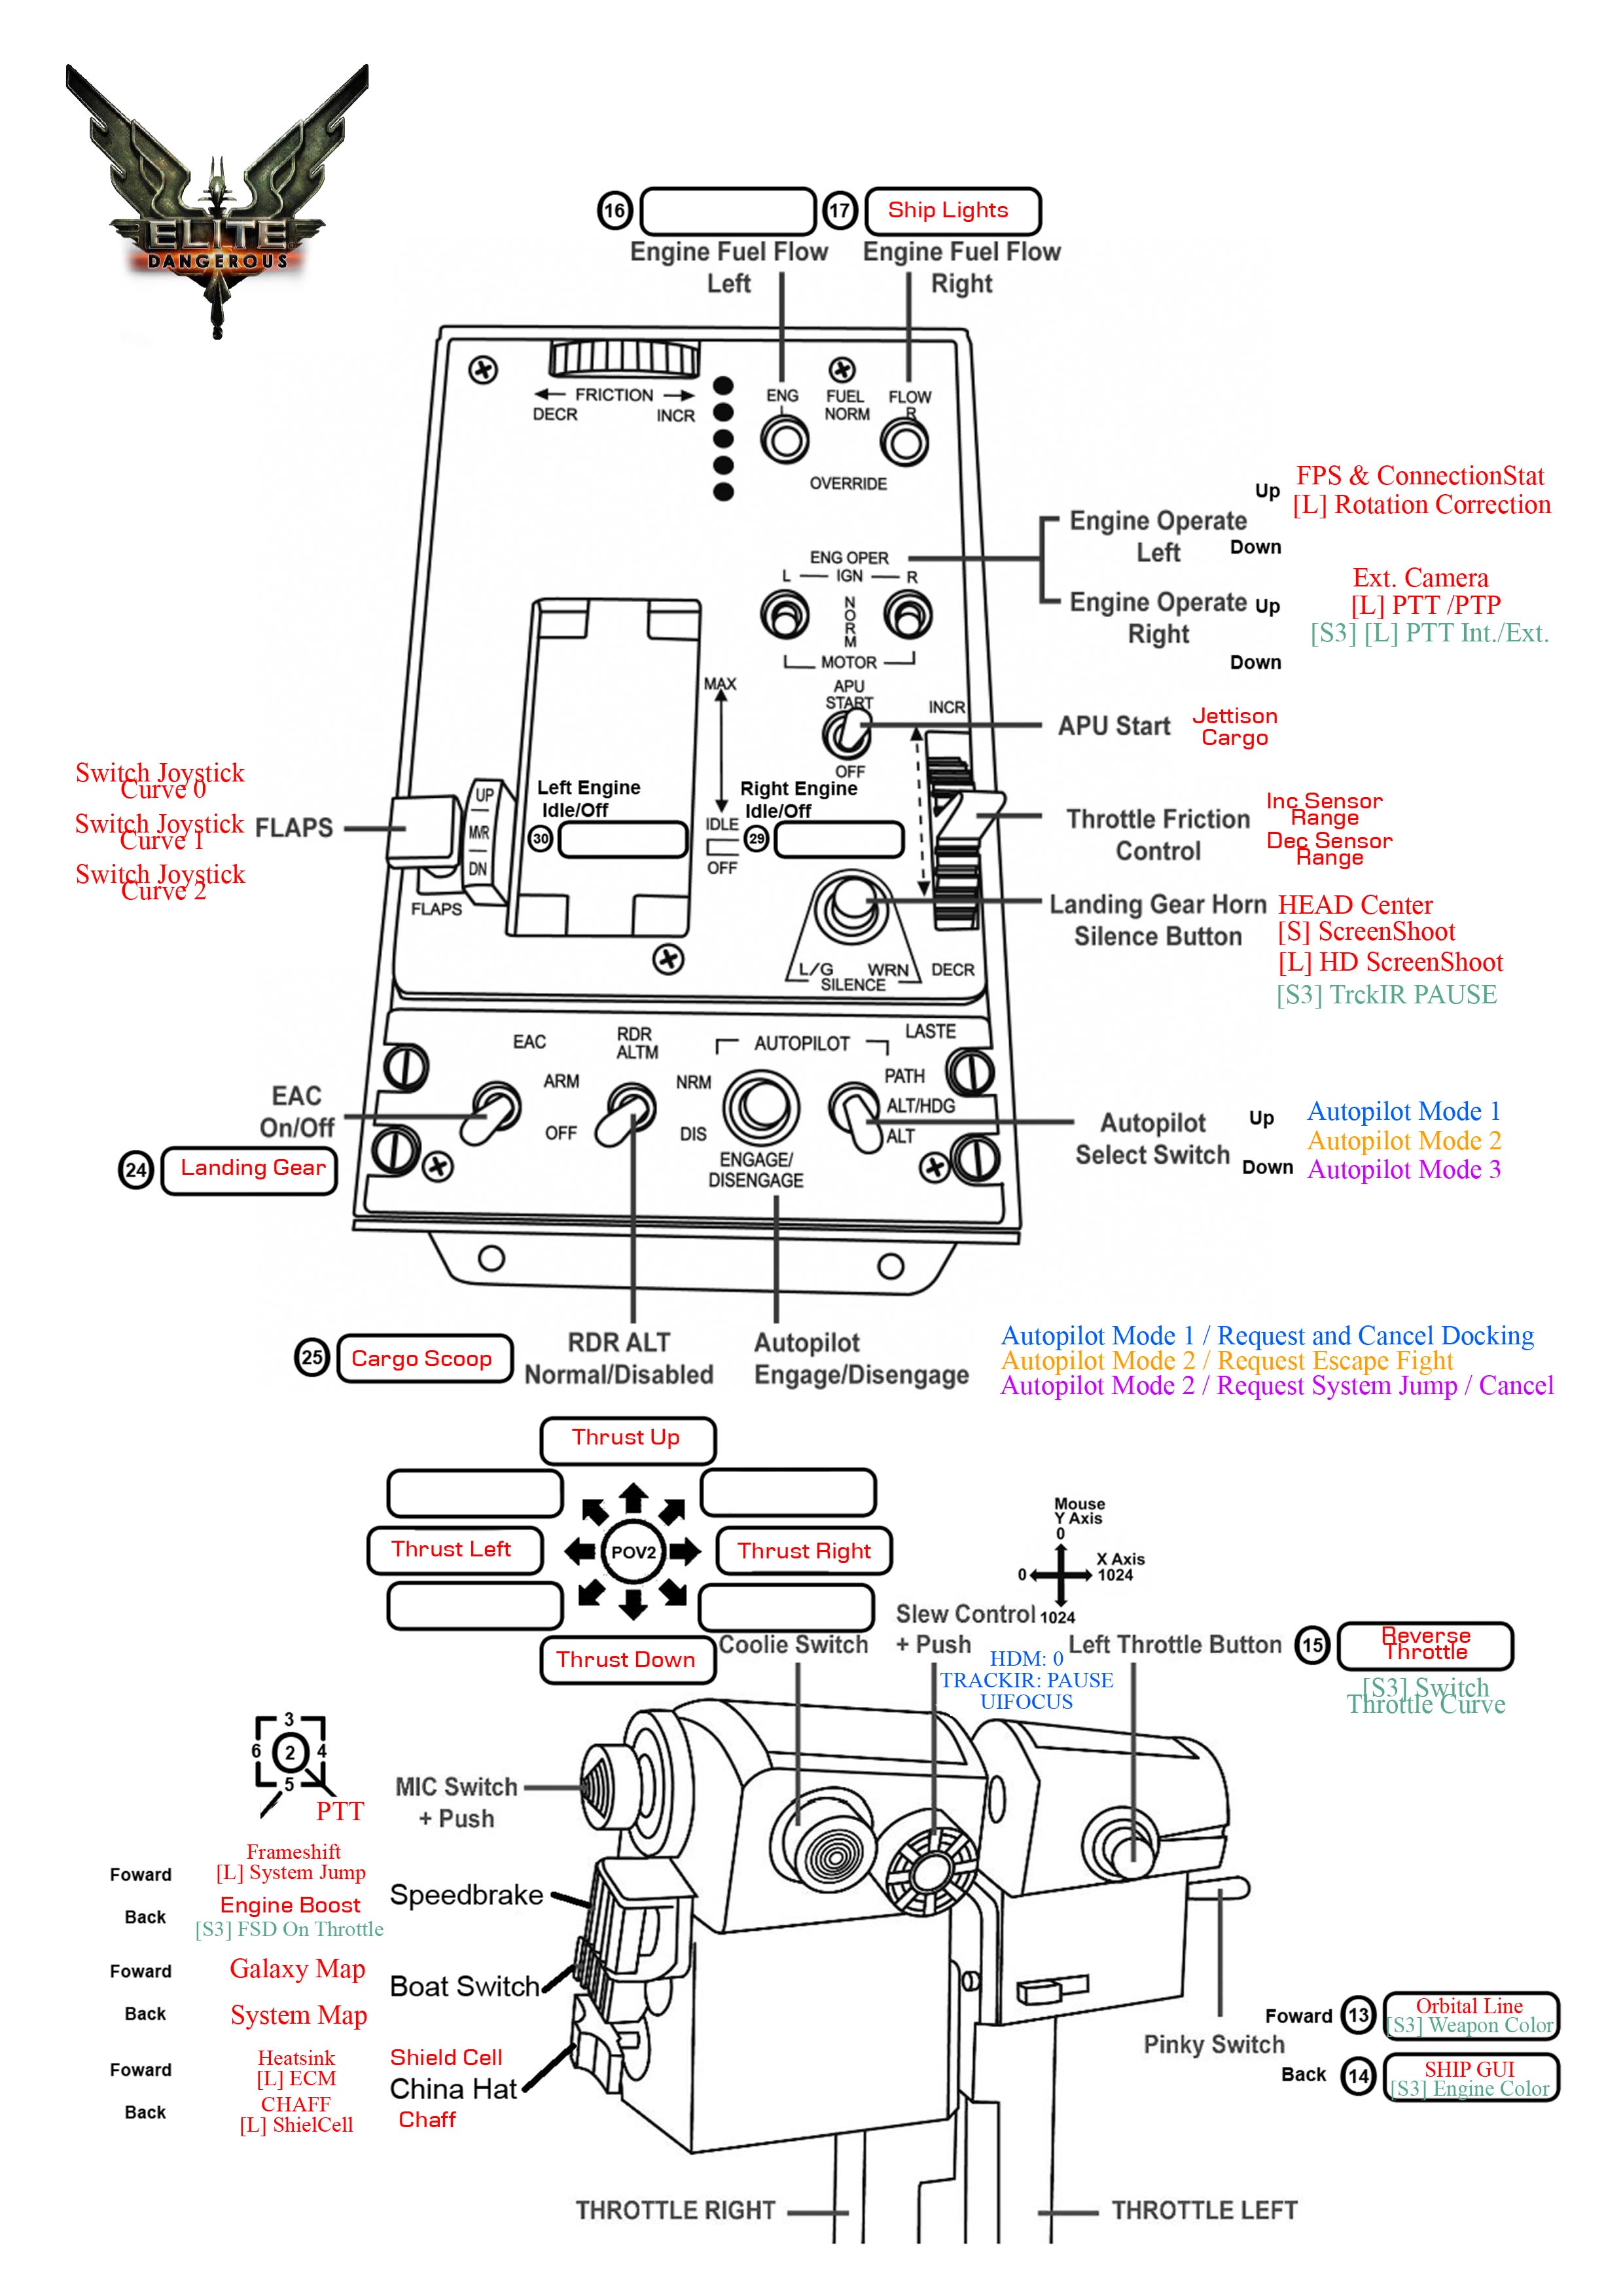 ELITE
DANGEROUS
16
17
Ship Lights
Engine Fuel Flow
Left
Engine Fuel Flow
Right
FRICTION
DECR
INCR
ENG
L
FUEL
NORM
FLOW
R
OVERRIDE
Up
FPS & ConnectionStat
[L] Rotation Correction
Engine Operate
Left
Down
ENG OPER
L
IGN
R
NORM
MOTOR
Ext. Camera
[L] PTT /PTP
[S3] [L] PTT Int./Ext.
Engine Operate
Right
Up
Down
MAX
APU
START
OFF
INCR
APU Start
Jettison
Cargo
Switch Joystick
Curve 0
Switch Joystick
Curve 1
Switch Joystick
Curve 2
FLAPS
UP
MVR
DN
FLAPS
Left Engine
Idle/Off
30
IDLE
OFF
Right Engine
Idle/Off
29
Throttle Friction
Control
Inc Sensor
Range
Dec Sensor
Range
Landing Gear Horn
Silence Button
HEAD Center
[S] ScreenShoot
[L] HD ScreenShoot
[S3] TrckIR PAUSE
L/G
WRN
SILENCE
DECR
EAC
ARM
OFF
RDR
ALTM
NRM
DIS
AUTOPILOT
ENGAGE/
DISENGAGE
LASTE
PATH
ALT/HDG
ALT
EAC
On/Off
24
Landing Gear
Autopilot
Select Switch
Up
Down
Autopilot Mode 1
Autopilot Mode 2
Autopilot Mode 3
25
Cargo Scoop
RDR ALT
Normal/Disabled
Autopilot
Engage/Disengage
Autopilot Mode 1 / Request and Cancel Docking
Autopilot Mode 2 / Request Escape Fight
Autopilot Mode 2 / Request System Jump / Cancel
Thrust Up
Thrust Left
POV2
Thrust Right
Thrust Down
Mouse
Y Axis
0
X Axis
0
1024
1024
Coolie Switch
Slew Control
+ Push
HDM: 0
TRACKIR: PAUSE
UIFOCUS
Left Throttle Button
15
Reverse
Throttle
[S3] Switch
Throttle Curve
3
6
2
4
5
PTT
MIC Switch
+ Push
Foward
Frameshift
[L] System Jump
Back
Engine Boost
[S3] FSD On Throttle
Speedbrake
Foward
Galaxy Map
Back
System Map
Boat Switch
Foward
Heatsink
[L] ECM
Back
CHAFF
[L] ShielCell
Shield Cell
China Hat
Chaff
Pinky Switch
Foward
13
Orbital Line
[S3] Weapon Color
Back
14
SHIP GUI
[S3] Engine Color
THROTTLE RIGHT
THROTTLE LEFT